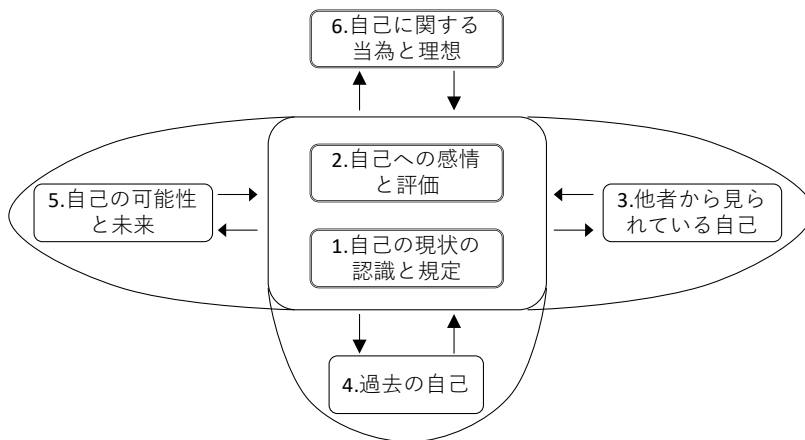 6.自己に関する
当為と理想
2.自己への感情
と評価
5.自己の可能性
と未来
3.他者から見ら
れている自己
1.自己の現状の
認識と規定
4.過去の自己